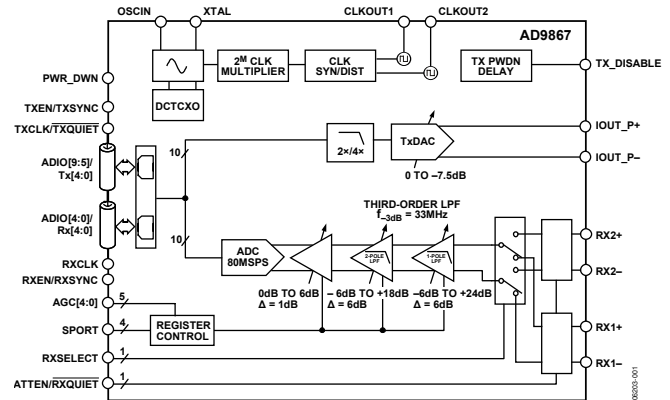 OSCIN
XTAL
CLKOUT1
CLKOUT2
AD9867
PWR_DWN
2M CLK
MULTIPLIER
CLK
SYN/DIST
TX PWDN
DELAY
TX_DISABLE
DCTCXO
TXEN/TXSYNC
TXCLK/TXQUIET
10
2×/4×
TxDAC
IOUT_P+
IOUT_P–
0 TO –7.5dB
ADIO[9:5]/
Tx[4:0]
ADIO[4:0]/
Rx[4:0]
10
THIRD-ORDER LPF
f–3dB = 33MHz
ADC
80MSPS
2-POLE
LPF
1-POLE
LPF
RX2+
RX2–
RXCLK
RXEN/RXSYNC
0dB TO 6dB
Δ = 1dB
– 6dB TO +18dB
Δ = 6dB
–6dB TO +24dB
Δ = 6dB
AGC[4:0]
5
SPORT
4
REGISTER
CONTROL
RX1+
RX1–
RXSELECT
1
ATTEN/RXQUIET
1
06203-001